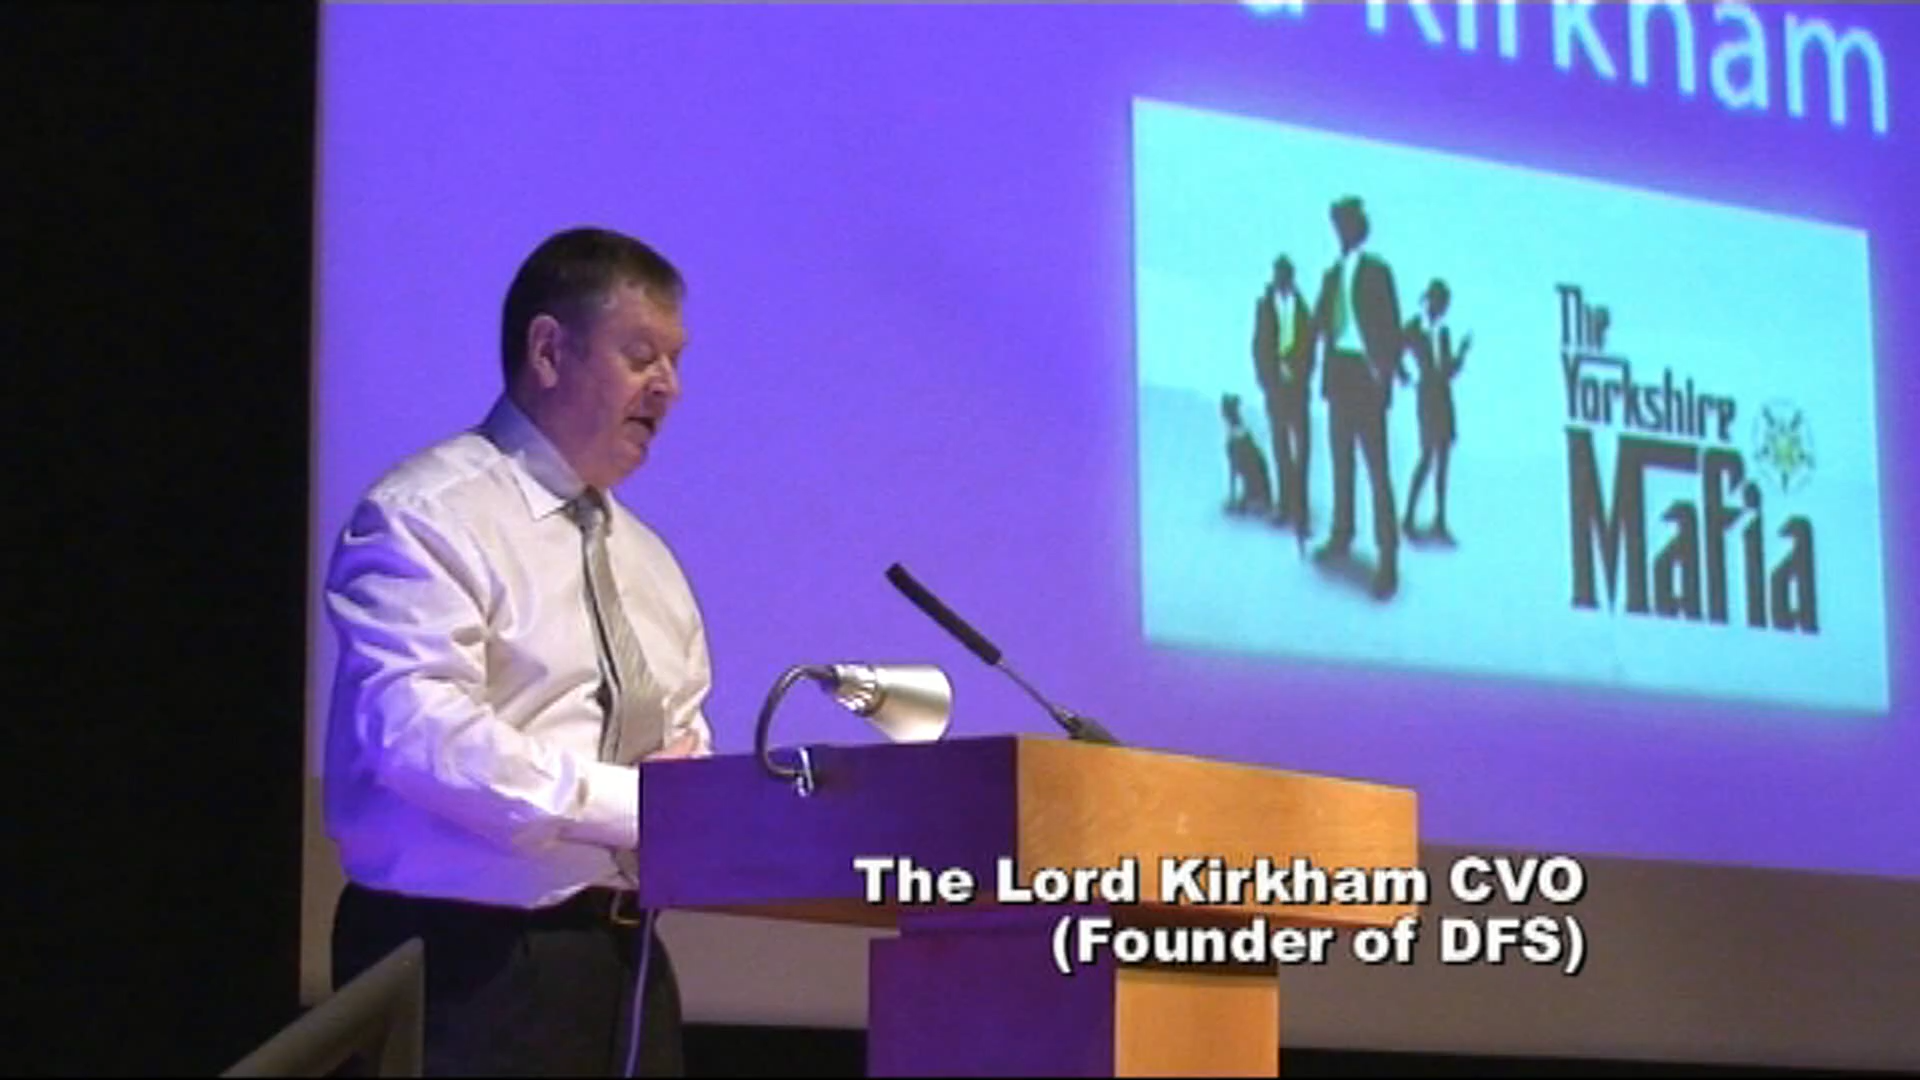 Kirkham
The
Yorkshire
Mafia
The Lord Kirkham CVO
(Founder of DFS)